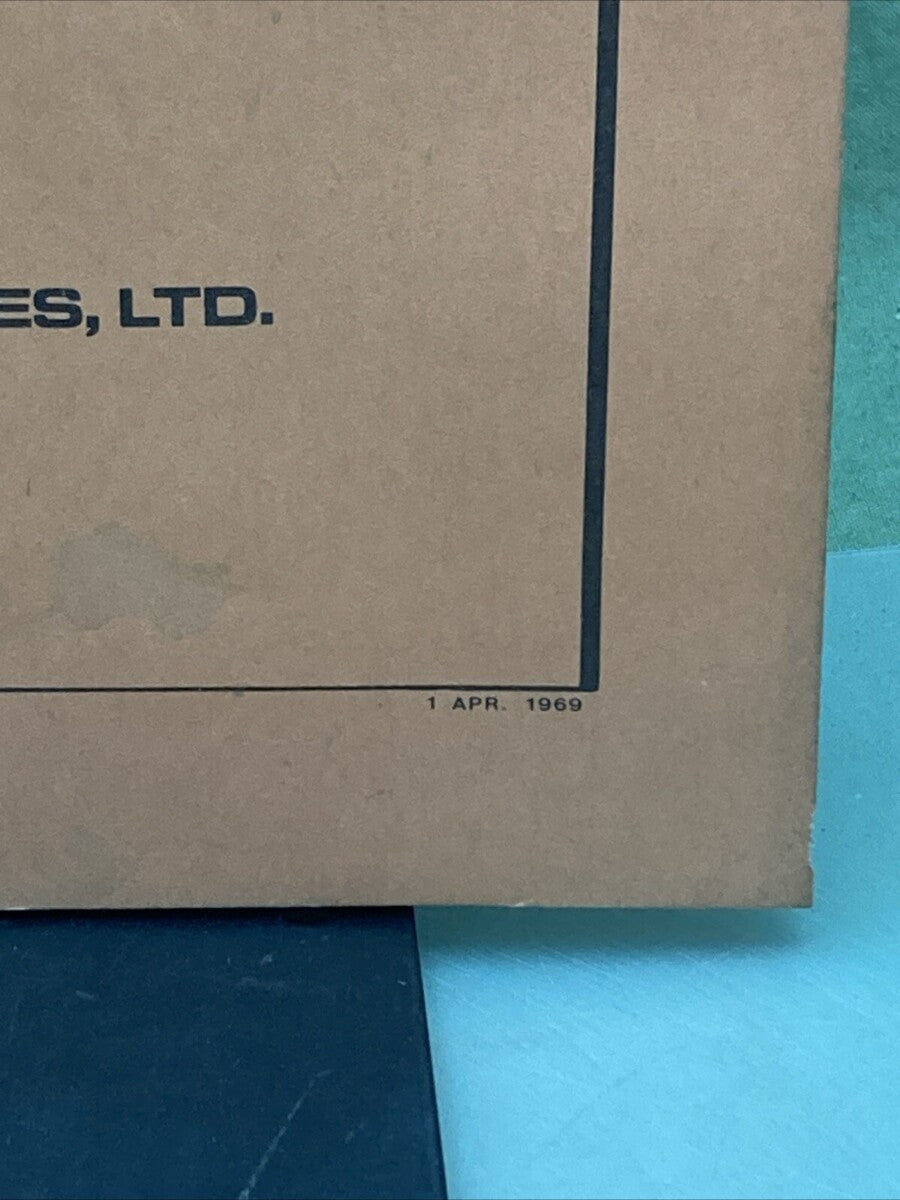 ES, LTD.
1 APR. 1969